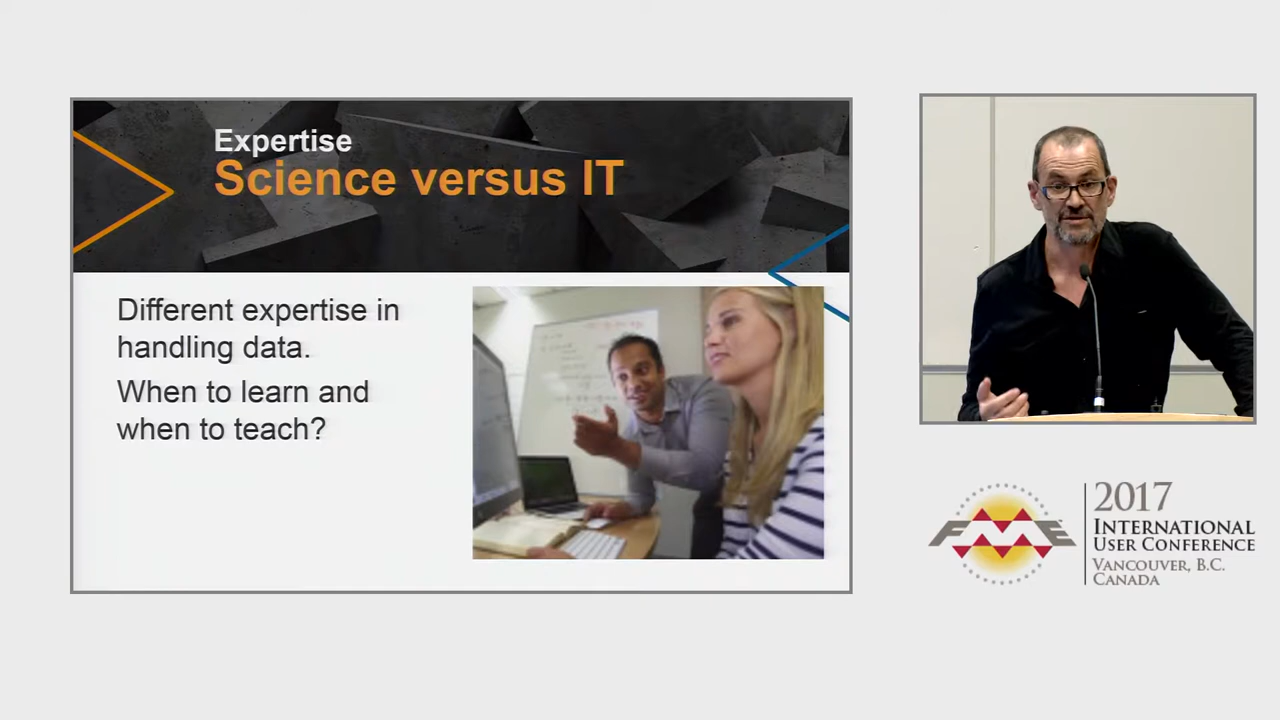 Expertise
Science versus IT
Different expertise in
handling data.
When to learn and
when to teach?
FME
2017
International
User Conference
Vancouver, B.C.
Canada